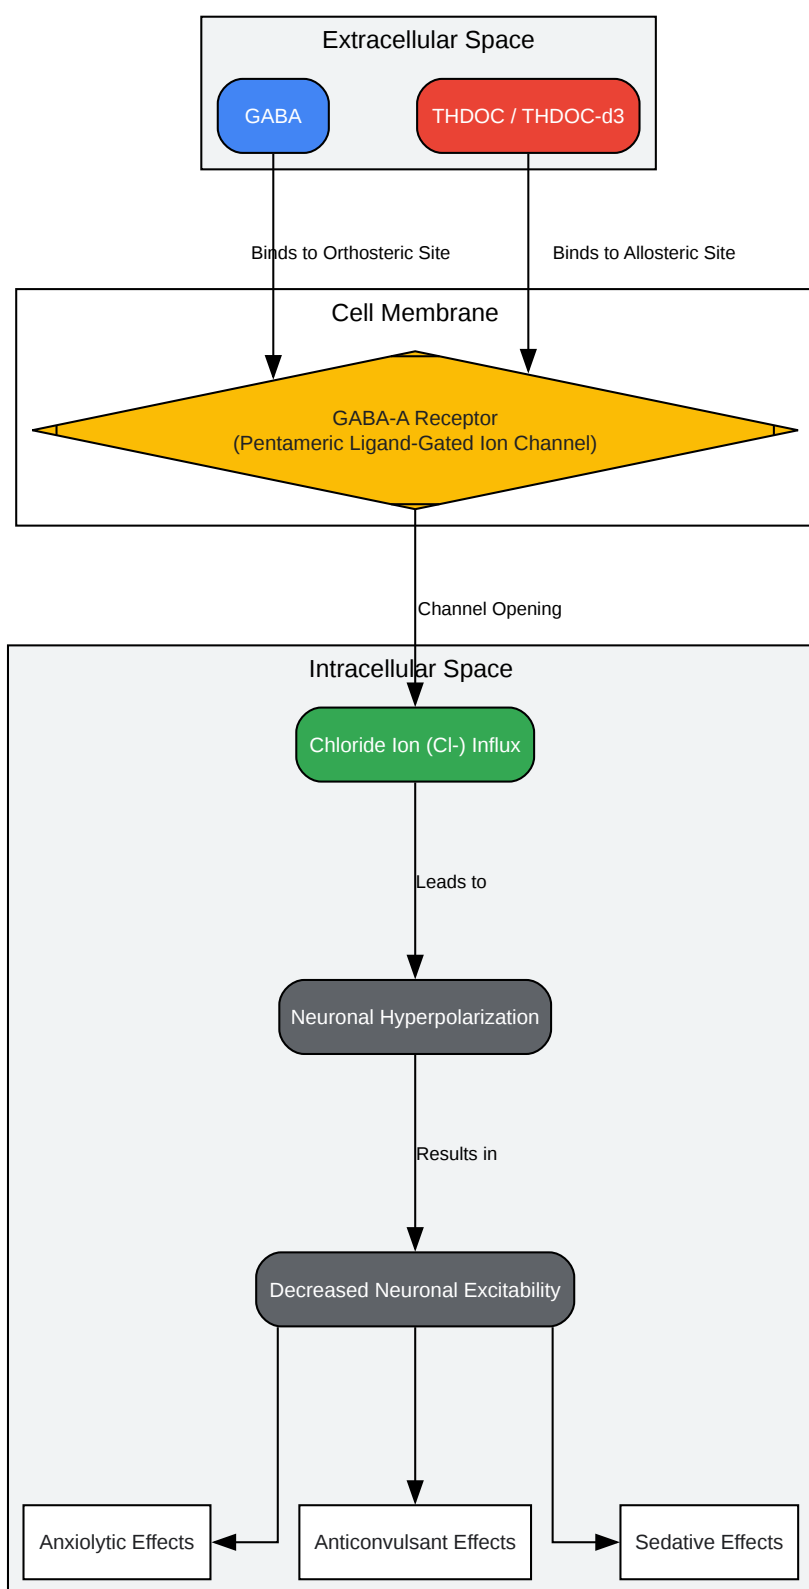 Extracellular Space
GABA
THDOC / THDOC-d3
Binds to Orthosteric Site
Binds to Allosteric Site
Cell Membrane
GABA-A Receptor
(Pentameric Ligand-Gated Ion Channel)
Channel Opening
Intracellular Space
Chloride Ion (Cl-) Influx
Leads to
Neuronal Hyperpolarization
Results in
Decreased Neuronal Excitability
Anxiolytic Effects
Anticonvulsant Effects
Sedative Effects